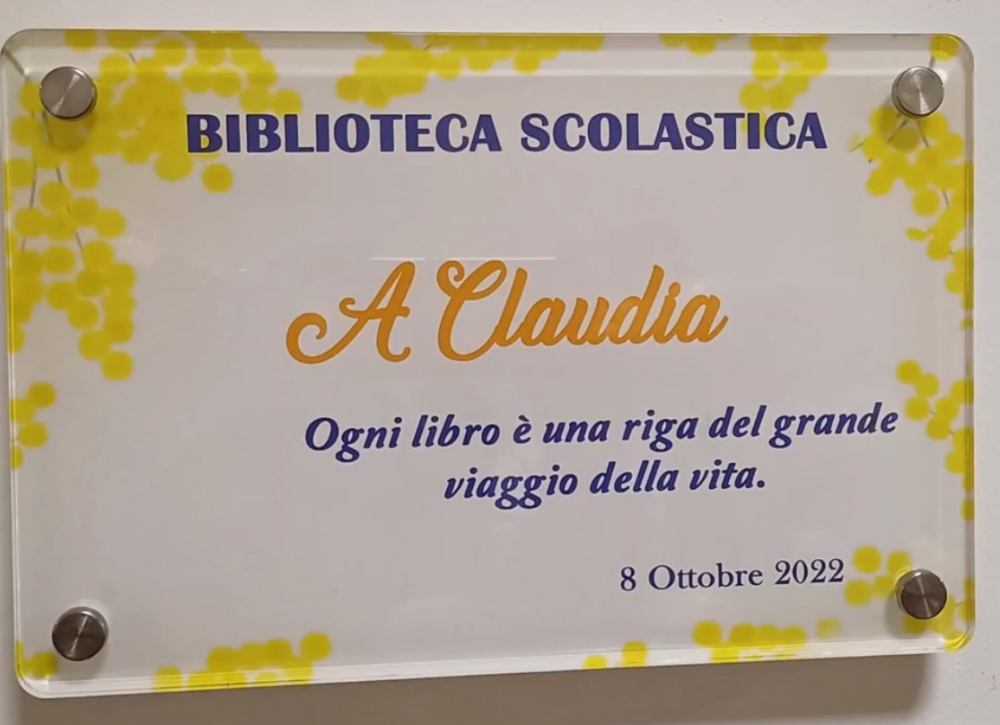 BIBLIOTECA SCOLASTICA
A Claudia
Ogni libro è una riga del grande
viaggio della vita.
8 Ottobre 2022